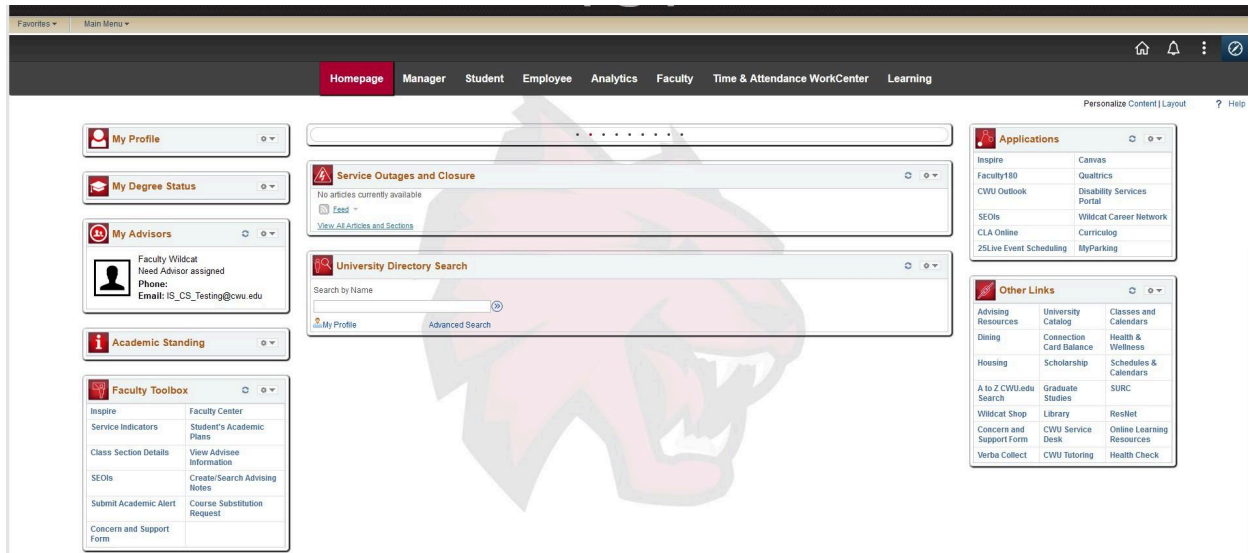 Favorites Main Menu
Homepage Manager Student Employee Analytics Faculty Time & Attendance WorkCenter Learning
Personalize Content | Layout ? Help
My Profile
My Degree Status
My Advisors
Faculty Wildcat
Need Advisor assigned
Phone:
Email: IS_CS_Testing@cwu.edu
Academic Standing
Faculty Toolbox
Inspire Faculty Center
Service Indicators Student's Academic
Plans
Class Section Details View Advisee
Information
SEOIs Create/Search Advising
Notes
Submit Academic Alert Course Substitution
Request
Concern and Support
Form
Service Outages and Closure
No articles currently available
Feed
View All Articles and Sections
University Directory Search
Search by Name
My Profile Advanced Search
Applications
Inspire Canvas
Faculty180 Qualtrics
CWU Outlook Disability Services
Portal
SEOIs Wildcat Career Network
CLA Online Curriculog
25Live Event Scheduling MyParking
Other Links
Advising University Classes and
Resources Catalog Calendars
Dining Connection Health &
Card Balance Wellness
Housing Scholarship Schedules &
Calendars
A to Z CWU.edu Graduate SURC
Search Studies
Wildcat Shop Library ResNet
Concern and CWU Service Online Learning
Support Form Desk Resources
Verba Collect CWU Tutoring Health Check